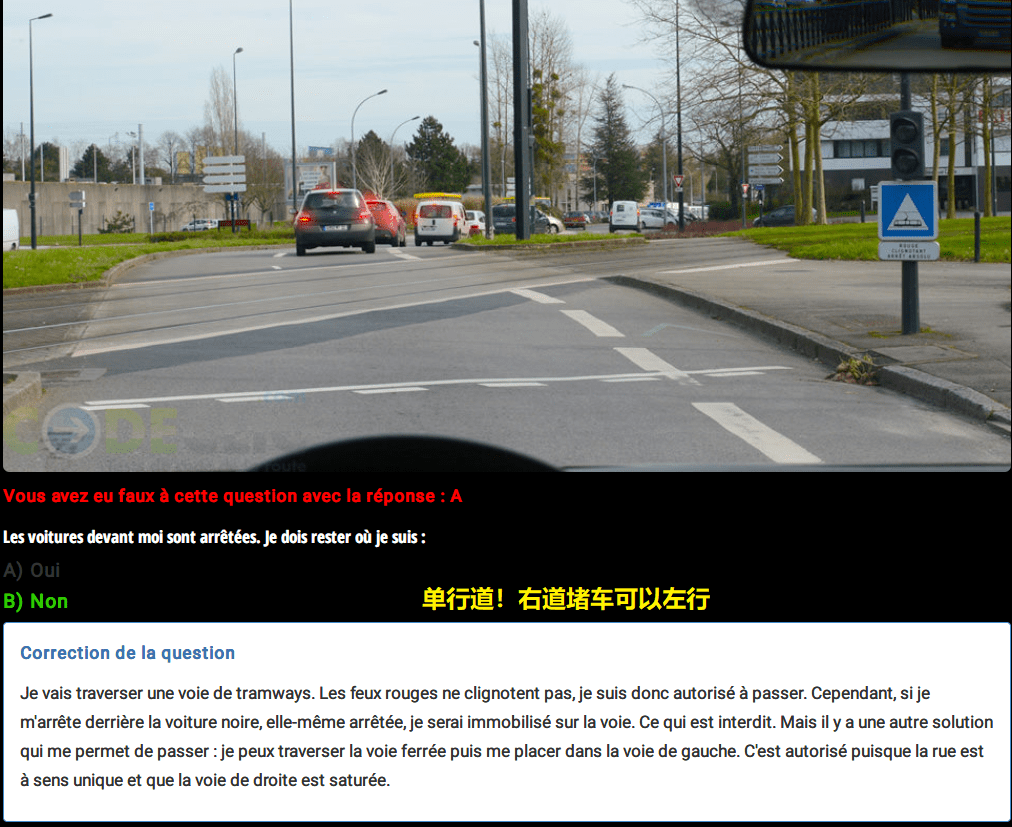 ROUGE
CLIGNOTANT
ARRÊT ABSOLU
CODE
route
Vous avez eu faux à cette question avec la réponse : A
Les voitures devant moi sont arrêtées. Je dois rester où je suis :
A) Oui
B) Non
单行道！右道堵车可以左行
Correction de la question
Je vais traverser une voie de tramways. Les feux rouges ne clignotent pas, je suis donc autorisé à passer. Cependant, si je
m'arrête derrière la voiture noire, elle-même arrêtée, je serai immobilisé sur la voie. Ce qui est interdit. Mais il y a une autre solution
qui me permet de passer : je peux traverser la voie ferrée puis me placer dans la voie de gauche. C'est autorisé puisque la rue est
à sens unique et que la voie de droite est saturée.